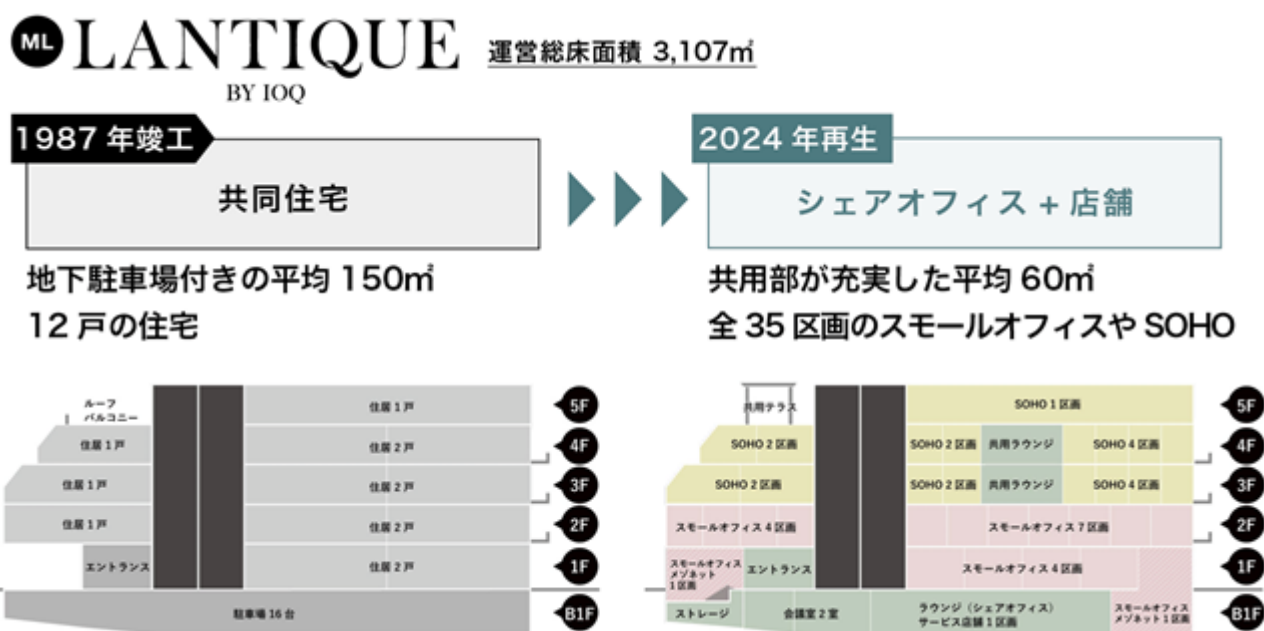 ML LANTIQUE 運営総床面積 3,107㎡
BY IOQ
1987 年竣工
共同住宅
地下駐車場付きの平均 150㎡
12 戸の住宅
2024 年再生
シェアオフィス + 店舗
共用部が充実した平均 60㎡
全 35 区画のスモールオフィスや SOHO
ルーフ
バルコニー
住居 1 戸
5F
住居 1 戸
住居 2 戸
4F
住居 1 戸
住居 2 戸
3F
住居 1 戸
住居 2 戸
2F
エントランス
住居 2 戸
1F
駐車場 16 台
B1F
共用テラス
SOHO 1 区画
5F
SOHO 2 区画
SOHO 2 区画
共用ラウンジ
SOHO 4 区画
4F
SOHO 2 区画
SOHO 2 区画
共用ラウンジ
SOHO 4 区画
3F
スモールオフィス 4 区画
スモールオフィス 7 区画
2F
スモールオフィス
メゾネット
1 区画
エントランス
スモールオフィス 4 区画
1F
ストレージ
会議室 2 室
ラウンジ（シェアオフィス）
サービス店舗 1 区画
スモールオフィス
メゾネット 1 区画
B1F